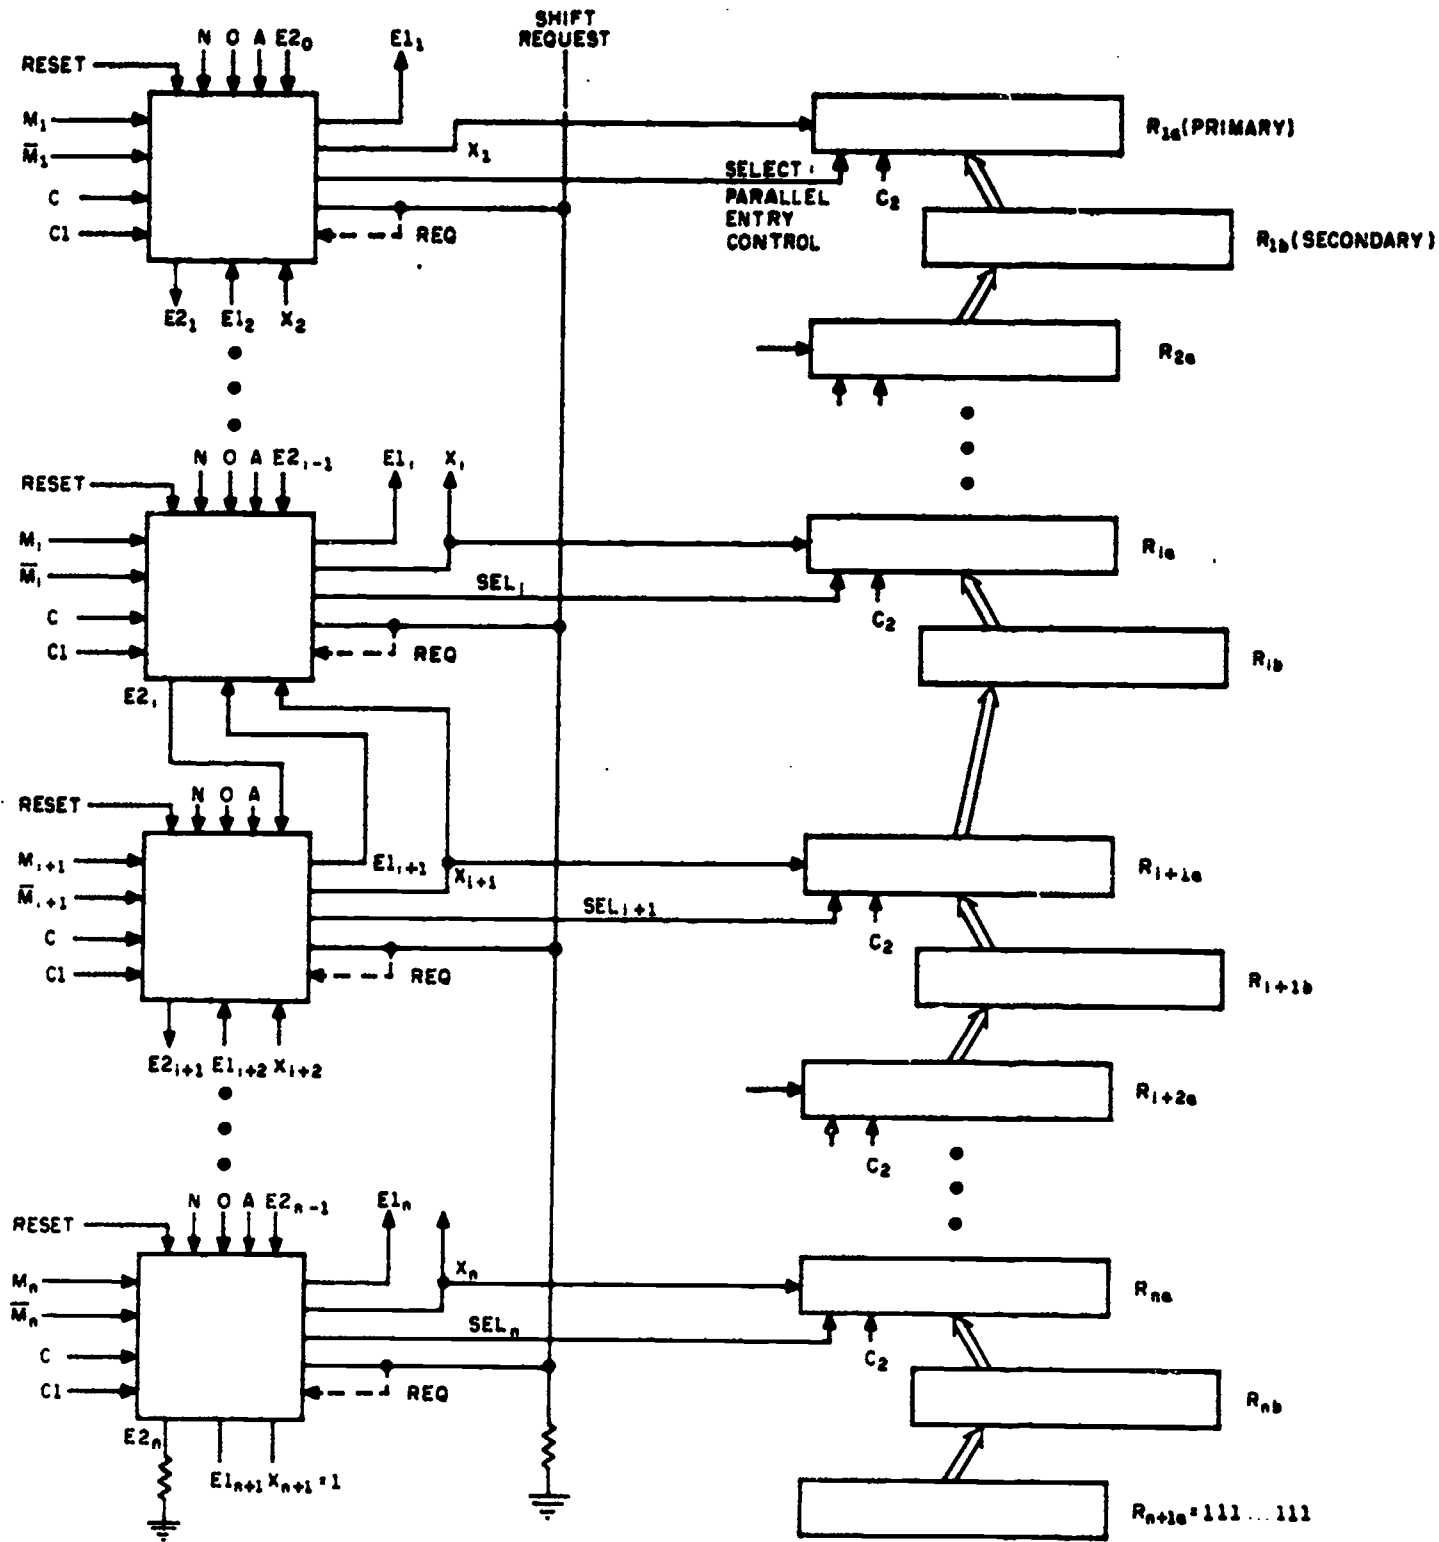 SHIFT
REQUEST
N O A E2₀
E1₁
RESET
M₁
M̅₁
C
C1
X₁
SELECT:
PARALLEL
ENTRY
CONTROL
C₂
REQ
E2₁ E1₂ X₂
R₁ₐ(PRIMARY)
R₁b(SECONDARY)
R₂ₐ
N O A E2ᵢ₋₁
E1ᵢ Xᵢ
RESET
Mᵢ
M̅ᵢ
C
C1
SELᵢ
C₂
REQ
E2ᵢ
Rᵢₐ
Rᵢb
RESET
N O A
Mᵢ₊₁
M̅ᵢ₊₁
C
C1
E1ᵢ₊₁
Xᵢ₊₁
SELᵢ₊₁
C₂
REQ
E2ᵢ₊₁ E1ᵢ₊₂ Xᵢ₊₂
Rᵢ₊₁ₐ
Rᵢ₊₁b
Rᵢ₊₂ₐ
C₂
N O A E2ₙ₋₁
E1ₙ
RESET
Mₙ
M̅ₙ
C
C1
Xₙ
SELₙ
C₂
REQ
E2ₙ
E1ₙ₊₁ Xₙ₊₁=1
Rₙₐ
Rₙb
Rₙ₊₁ₐ=111...111